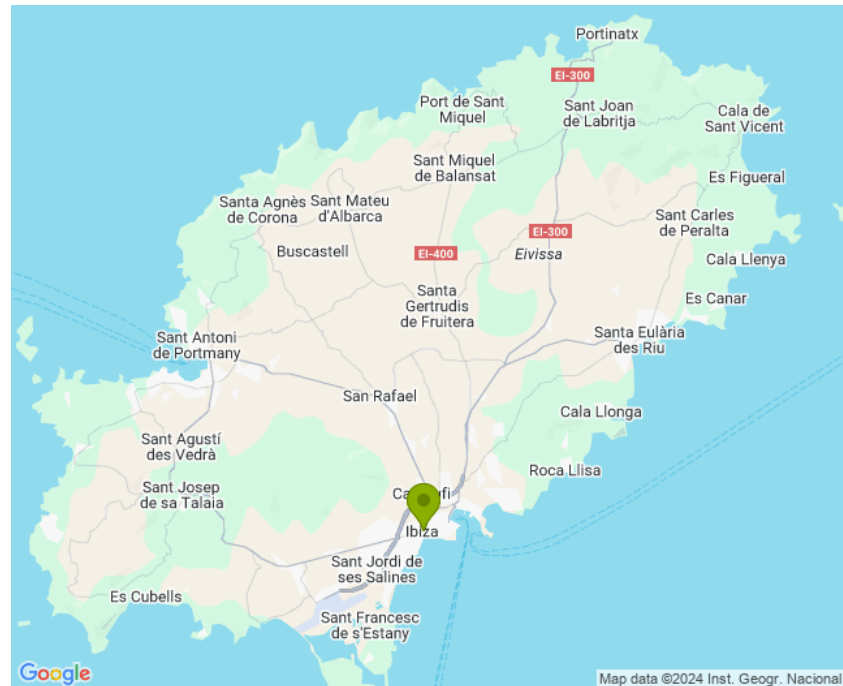 Portinatx
EI-300
Port de Sant
Miquel
Sant Joan
de Labritja
Cala de
Sant Vicent
Sant Miquel
de Balansat
Es Figueral
Santa Agnès
de Corona
Sant Mateu
d'Albarca
Sant Carles
de Peralta
EI-300
Buscastell
EI-400
Eivissa
Cala Llenya
Santa
Gertrudis
de Fruitera
Es Canar
Sant Antoni
de Portmany
Santa Eulària
des Riu
San Rafael
Cala Llonga
Sant Agustí
des Vedrà
Roca Llisa
Sant Josep
de sa Talaia
Ibiza
Sant Jordi de
ses Salines
Es Cubells
Sant Francesc
de s'Estany
Google
Map data ©2024 Inst. Geogr. Nacional